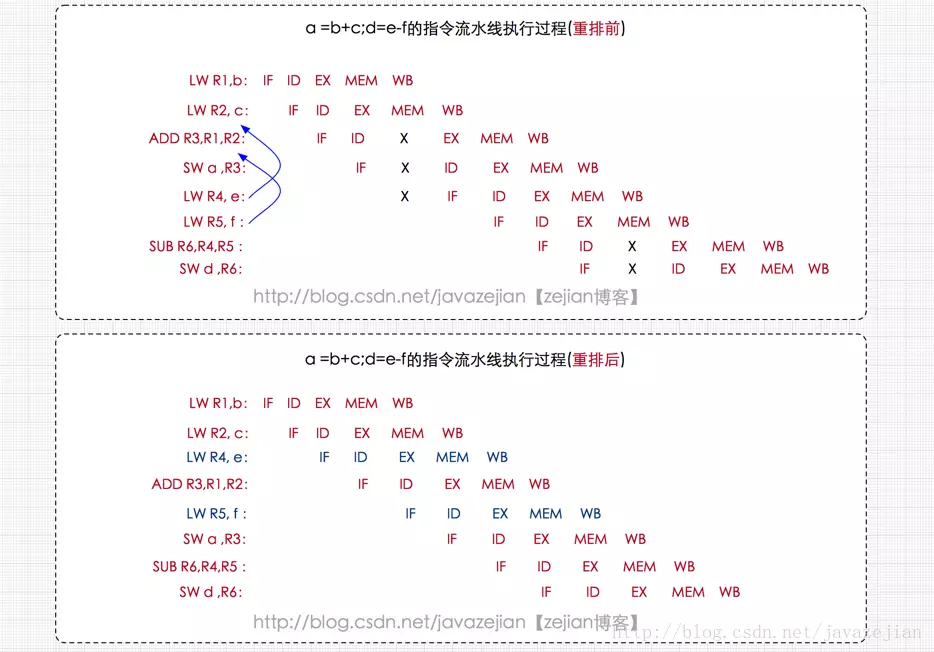 a =b+c;d=e-f的指令流水线执行过程(重排前)
LW R1,b: IF ID EX MEM WB
LW R2, c: IF ID EX MEM WB
ADD R3,R1,R2: IF ID X EX MEM WB
SW a ,R3: IF X ID EX MEM WB
LW R4, e: X IF ID EX MEM WB
LW R5, f : IF ID EX MEM WB
SUB R6,R4,R5 : IF ID X EX MEM WB
SW d ,R6: IF X ID EX MEM WB
http://blog.csdn.net/javazejian【zejian博客】
a =b+c;d=e-f的指令流水线执行过程(重排后)
LW R1,b: IF ID EX MEM WB
LW R2, c: IF ID EX MEM WB
LW R4, e: IF ID EX MEM WB
ADD R3,R1,R2: IF ID EX MEM WB
LW R5, f : IF ID EX MEM WB
SW a ,R3: IF ID EX MEM WB
SUB R6,R4,R5 : IF ID EX MEM WB
SW d ,R6: IF ID EX MEM WB
http://blog.csdn.net/javazejian【zejian博客】
http://blog.csdn.net/javazejian